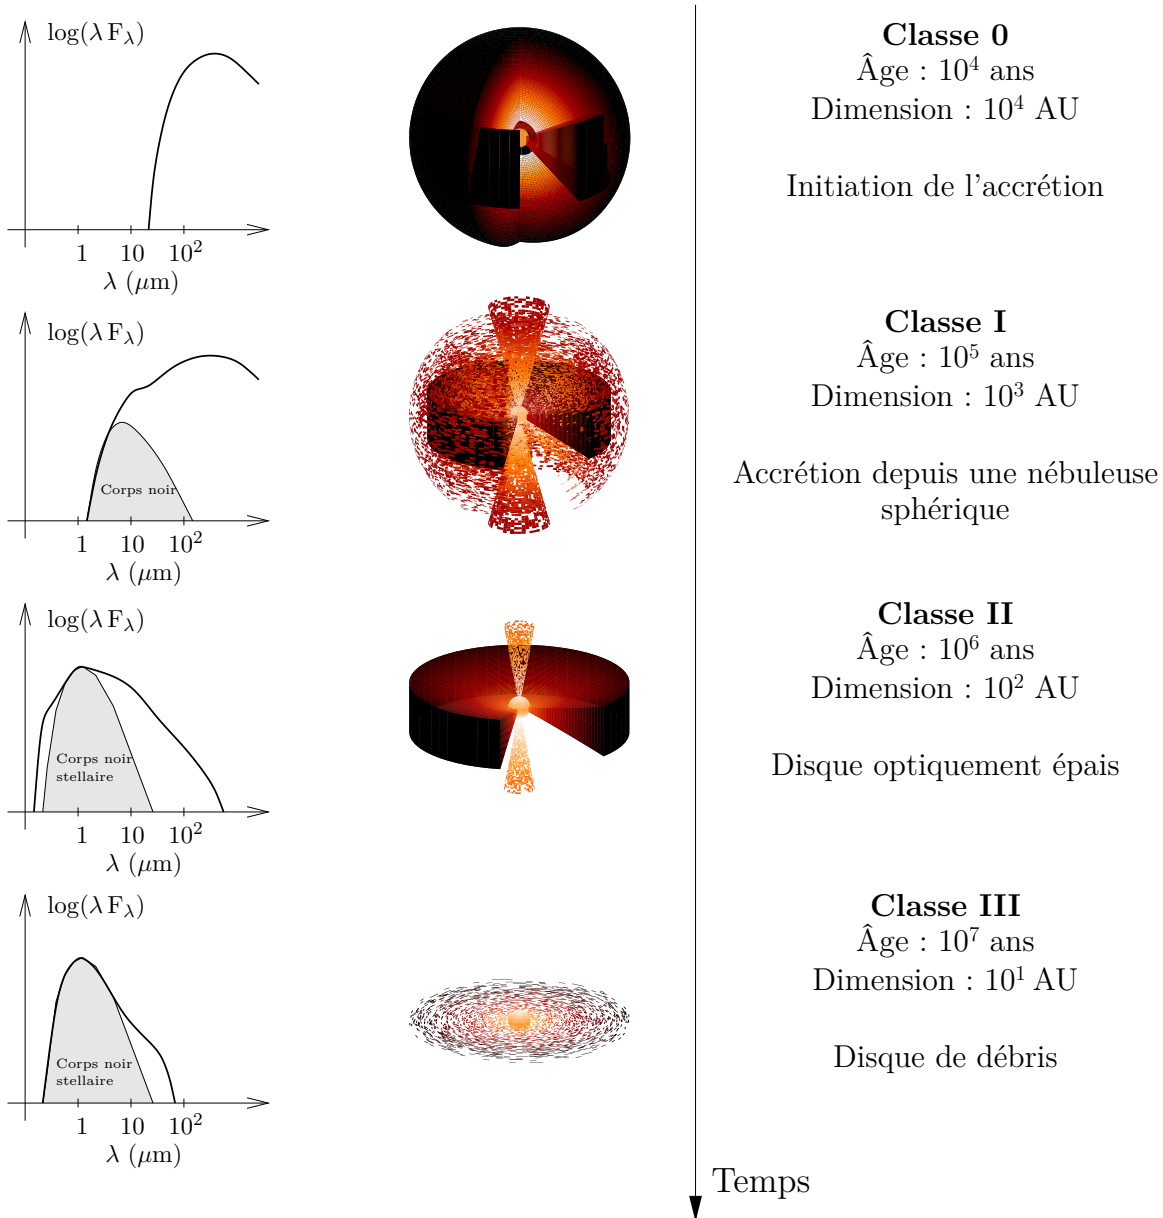 log(λ F_λ)
1 10 10²
λ (µm)
Classe 0
Âge : 10⁴ ans
Dimension : 10⁴ AU
Initiation de l'accrétion
log(λ F_λ)
Corps noir
1 10 10²
λ (µm)
Classe I
Âge : 10⁵ ans
Dimension : 10³ AU
Accrétion depuis une nébuleuse
sphérique
log(λ F_λ)
Corps noir
stellaire
1 10 10²
λ (µm)
Classe II
Âge : 10⁶ ans
Dimension : 10² AU
Disque optiquement épais
log(λ F_λ)
Corps noir
stellaire
1 10 10²
λ (µm)
Classe III
Âge : 10⁷ ans
Dimension : 10¹ AU
Disque de débris
Temps